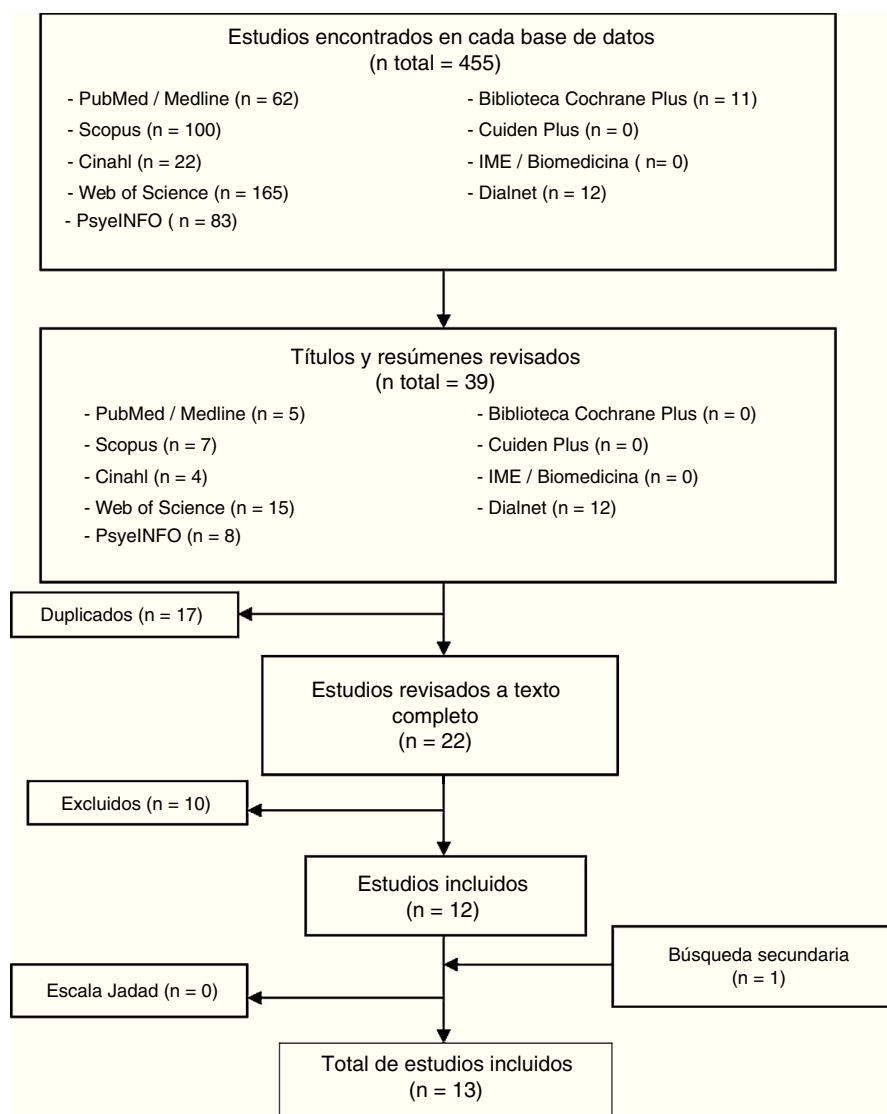 Estudios encontrados en cada base de datos
(n total = 455)
- PubMed / Medline (n = 62)
- Scopus (n = 100)
- Cinahl (n = 22)
- Web of Science (n = 165)
- PsyeINFO ( n = 83)
- Biblioteca Cochrane Plus (n = 11)
- Cuiden Plus (n = 0)
- IME / Biomedicina ( n= 0)
- Dialnet (n = 12)
Títulos y resúmenes revisados
(n total = 39)
- PubMed / Medline (n = 5)
- Scopus (n = 7)
- Cinahl (n = 4)
- Web of Science (n = 15)
- PsyeINFO (n = 8)
- Biblioteca Cochrane Plus (n = 0)
- Cuiden Plus (n = 0)
- IME / Biomedicina (n = 0)
- Dialnet (n = 12)
Duplicados (n = 17)
Estudios revisados a texto
completo
(n = 22)
Excluidos (n = 10)
Estudios incluidos
(n = 12)
Búsqueda secundaria
(n = 1)
Escala Jadad (n = 0)
Total de estudios incluidos
(n = 13)